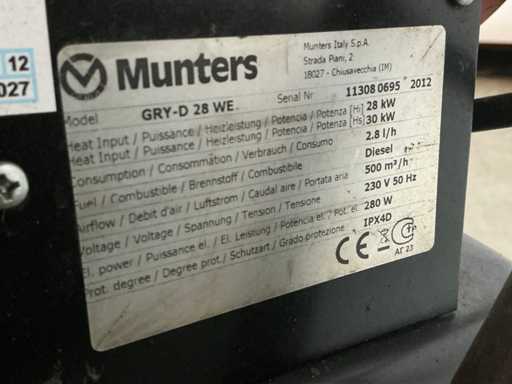 12
027
Munters
Munters Italy S.p.A.
Strada Piani, 2
18027 - Chiusavecchia (IM)
Model GRY-D 28 WE Serial Nr 11308 0695 2012
Heat Input / Puissance / Heizleistung / Potencia / Potenza [Hi] 28 kW
Heat Input / Puissance / Heizleistung / Potencia / Potenza [Hs] 30 kW
Consumption / Consommation / Verbrauch / Consumo 2.8 l/h
Fuel / Combustible / Brennstoff / Combustibile Diesel
Airflow / Debit d'air / Luftstrom / Caudal aire / Portata aria 500 m³/h
Voltage / Voltage / Spannung / Tension / Tensione 230 V 50 Hz
El. power / Puissance el. / El. Leistung / Potencia el. / Pot. el. 280 W
Prot. degree / Degree prot. / Schutzart / Grado protezione IPX4D
CE
АГ 23